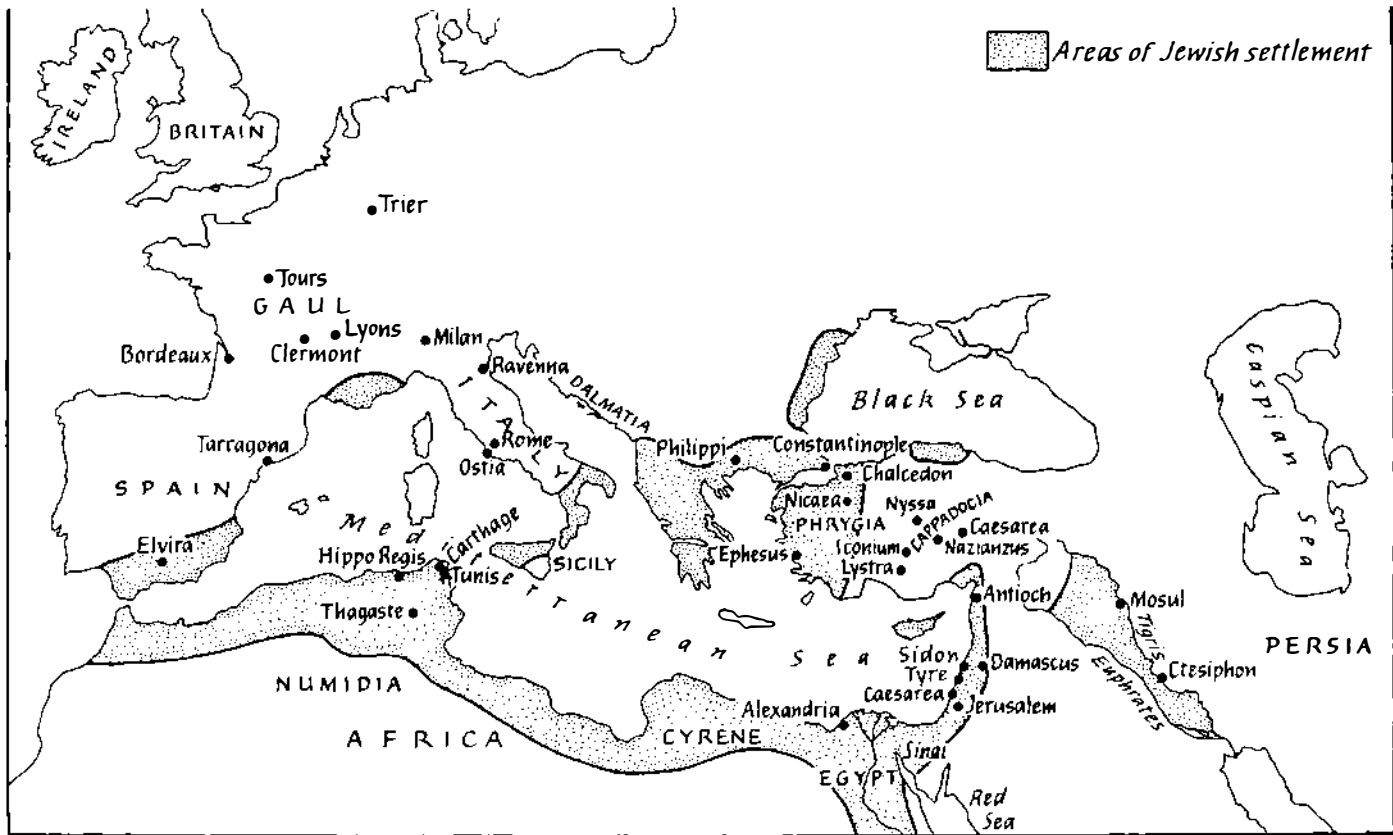 Areas of Jewish settlement
IRELAND
BRITAIN
Trier
Tours
GAUL
Lyons
Clermont
Milan
Bordeaux
Ravenna
ITALY
DALMATIA
Black Sea
Caspian Sea
Rome
Ostia
Tarragona
SPAIN
Elvira
Philippi
Constantinople
Chalcedon
Nicaea
Nyssa
PHRYGIA
CAPPADOCIA
Caesarea
Nazianzus
Iconium
Lystra
Ephesus
Mediterranean Sea
Carthage
Hippo Regis
Tunis
SICILY
Thagaste
Antioch
Mosul
Tigris
PERSIA
Sidon
Damascus
Tyre
Ctesiphon
Caesarea
Euphrates
Jerusalem
NUMIDIA
Alexandria
AFRICA
CYRENE
Sinai
EGYPT
Red
Sea